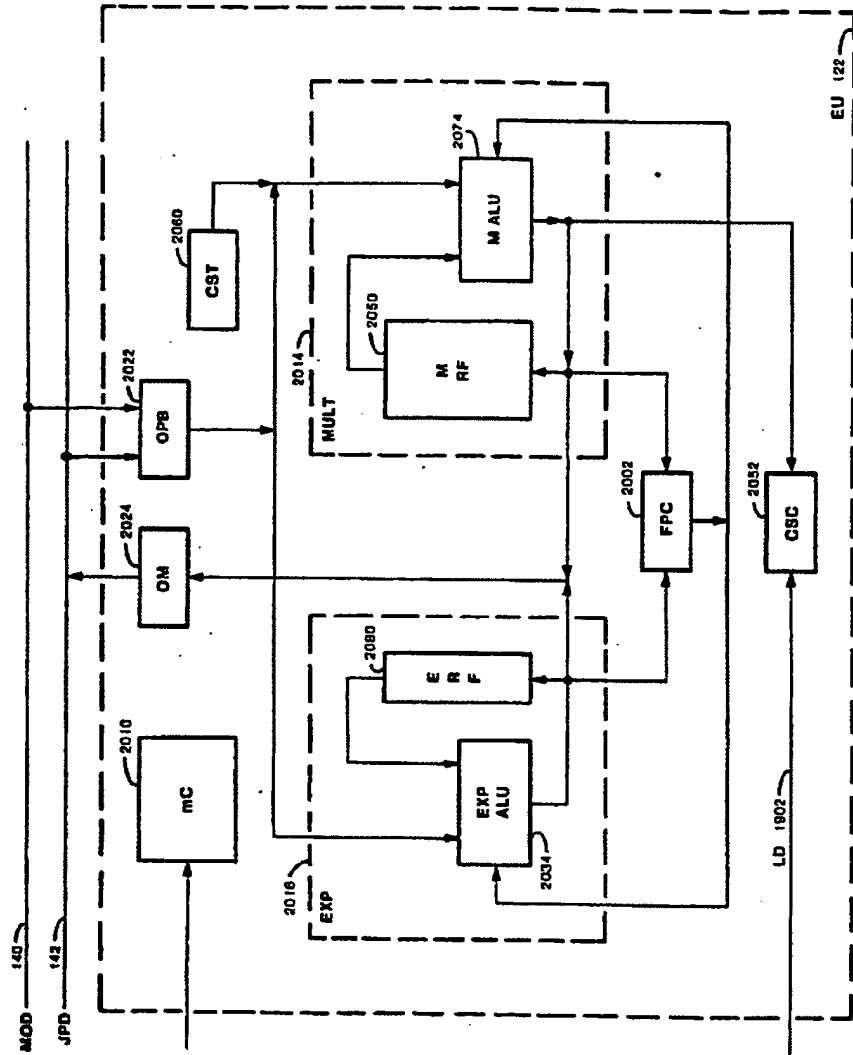 MOD 140
JPD 142
2010
mC
2024
OM
2022
OPB
2060
CST
2016
EXP
EXP
ALU
2034
2080
E
R
F
2014
MULT
2050
M
RF
2074
M ALU
2002
FPC
2052
CSC
LD 1902
EU 122